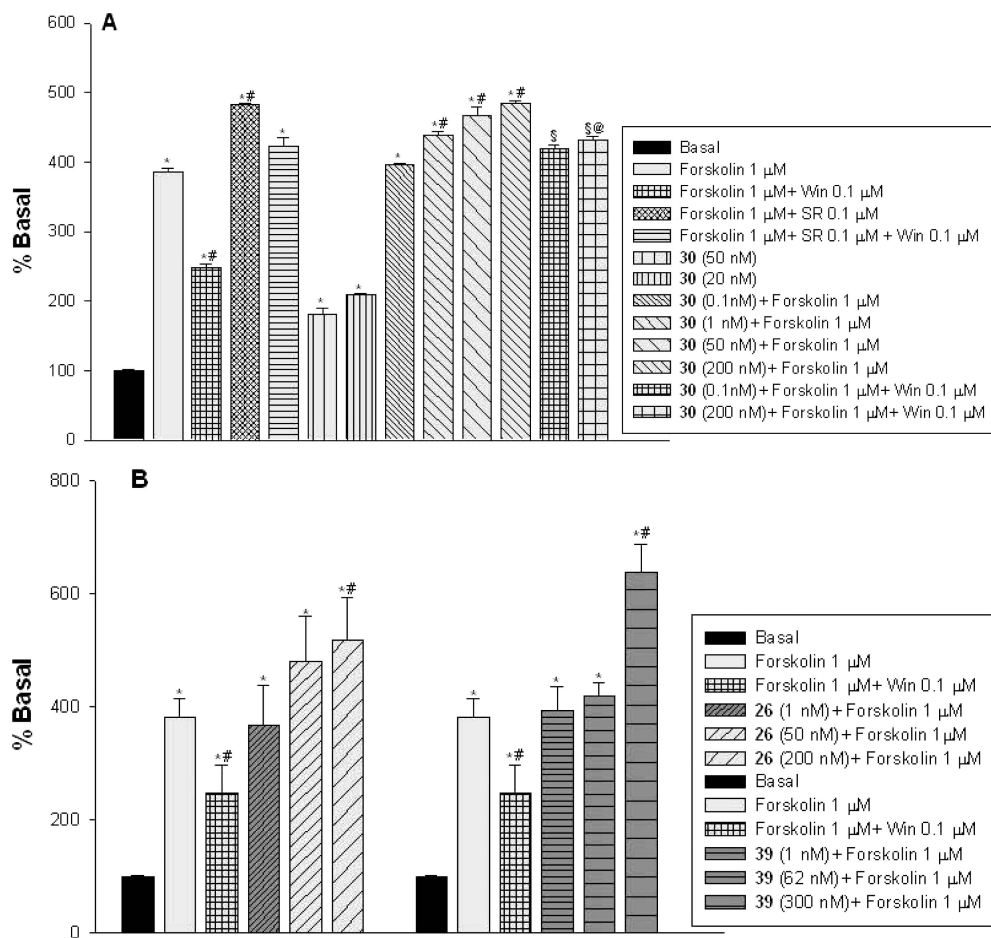 A
600
500
400
300
200
100
0
% Basal
*
*#
*#
*
*
*
*
*#
*#
*#
§
§@
Basal
Forskolin 1 μM
Forskolin 1 μM+ Win 0.1 μM
Forskolin 1 μM+ SR 0.1 μM
Forskolin 1 μM+ SR 0.1 μM + Win 0.1 μM
30 (50 nM)
30 (20 nM)
30 (0.1nM) + Forskolin 1 μM
30 (1 nM) + Forskolin 1 μM
30 (50 nM) + Forskolin 1 μM
30 (200 nM) + Forskolin 1 μM
30 (0.1nM) + Forskolin 1 μM+ Win 0.1 μM
30 (200 nM) + Forskolin 1 μM+ Win 0.1 μM
B
800
600
400
200
0
% Basal
*
*#
*
*
*#
*
*#
*
*
*#
Basal
Forskolin 1 μM
Forskolin 1 μM+ Win 0.1 μM
26 (1 nM) + Forskolin 1 μM
26 (50 nM) + Forskolin 1 μM
26 (200 nM) + Forskolin 1 μM
Basal
Forskolin 1 μM
Forskolin 1 μM+ Win 0.1 μM
39 (1 nM) + Forskolin 1 μM
39 (62 nM) + Forskolin 1 μM
39 (300 nM) + Forskolin 1 μM